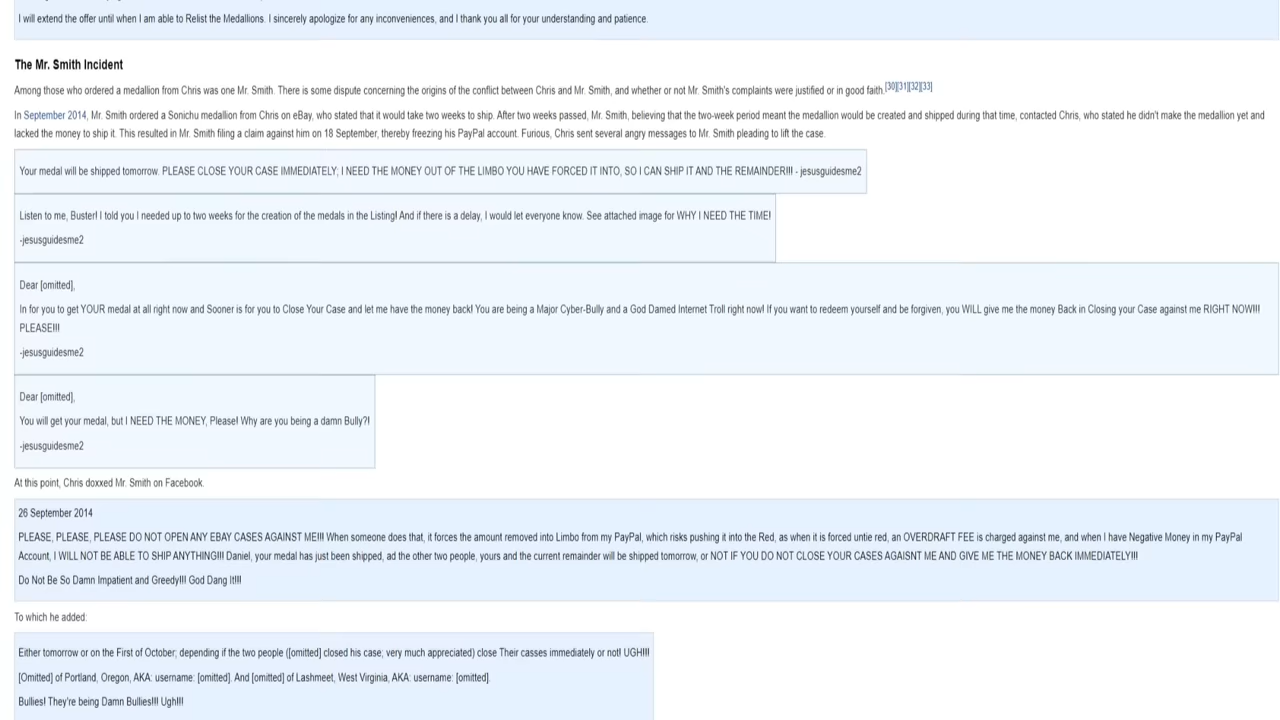 I will extend the offer until when I am able to Relist the Medallions. I sincerely apologize for any inconveniences, and I thank you all for your understanding and patience.
The Mr. Smith Incident
Among those who ordered a medallion from Chris was one Mr. Smith. There is some dispute concerning the origins of the conflict between Chris and Mr. Smith, and whether or not Mr. Smith's complaints were justified or in good faith.[30][31][32][33]
In September 2014, Mr. Smith ordered a Sonichu medallion from Chris on eBay, who stated that it would take two weeks to ship. After two weeks passed, Mr. Smith, believing that the two-week period meant the medallion would be created and shipped during that time, contacted Chris, who stated he didn't make the medallion yet and
lacked the money to ship it. This resulted in Mr. Smith filing a claim against him on 18 September, thereby freezing his PayPal account. Furious, Chris sent several angry messages to Mr. Smith pleading to lift the case.
Your medal will be shipped tomorrow. PLEASE CLOSE YOUR CASE IMMEDIATELY; I NEED THE MONEY OUT OF THE LIMBO YOU HAVE FORCED IT INTO, SO I CAN SHIP IT AND THE REMAINDER!!! - jesusguidesme2
Listen to me, Buster! I told you I needed up to two weeks for the creation of the medals in the Listing! And if there is a delay, I would let everyone know. See attached image for WHY I NEED THE TIME!
-jesusguidesme2
Dear [omitted],
In for you to get YOUR medal at all right now and Sooner is for you to Close Your Case and let me have the money back! You are being a Major Cyber-Bully and a God Damed Internet Troll right now! If you want to redeem yourself and be forgiven, you WILL give me the money Back in Closing your Case against me RIGHT NOW!!!
PLEASE!!!
-jesusguidesme2
Dear [omitted],
You will get your medal, but I NEED THE MONEY, Please! Why are you being a damn Bully?!
-jesusguidesme2
At this point, Chris doxxed Mr. Smith on Facebook.
26 September 2014
PLEASE, PLEASE, PLEASE DO NOT OPEN ANY EBAY CASES AGAINST ME!!! When someone does that, it forces the amount removed into Limbo from my PayPal, which risks pushing it into the Red, as when it is forced untie red, an OVERDRAFT FEE is charged against me, and when I have Negative Money in my PayPal
Account, I WILL NOT BE ABLE TO SHIP ANYTHING!!! Daniel, your medal has just been shipped, ad the other two people, yours and the current remainder will be shipped tomorrow, or NOT IF YOU DO NOT CLOSE YOUR CASES AGAISNT ME AND GIVE ME THE MONEY BACK IMMEDIATELY!!!
Do Not Be So Damn Impatient and Greedy!!! God Dang It!!!
To which he added:
Either tomorrow or on the First of October; depending if the two people ([omitted] closed his case; very much appreciated) close Their casses immediately or not! UGH!!!
[Omitted] of Portland, Oregon, AKA: username: [omitted]. And [omitted] of Lashmeet, West Virginia, AKA: username: [omitted].
Bullies! They're being Damn Bullies!!! Ugh!!!